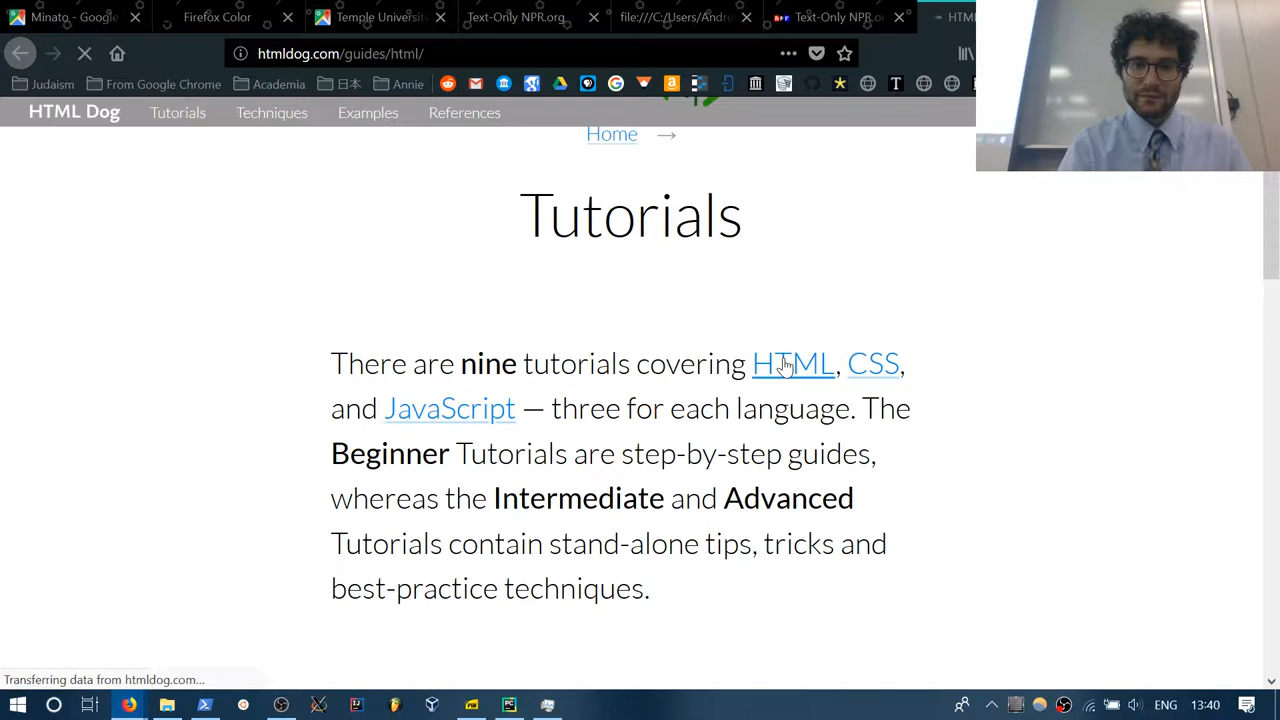 Minato - Google
Firefox Color
Temple Universit
Text-Only NPR.org
file:///C:/Users/Andre
Text-Only NPR.o
HTM
htmldog.com/guides/html/
Judaism
From Google Chrome
Academia
日本
Annie
HTML Dog
Tutorials
Techniques
Examples
References
Home →
Tutorials
There are nine tutorials covering HTML, CSS,
and JavaScript — three for each language. The
Beginner Tutorials are step-by-step guides,
whereas the Intermediate and Advanced
Tutorials contain stand-alone tips, tricks and
best-practice techniques.
Transferring data from htmldog.com...
ENG
13:40